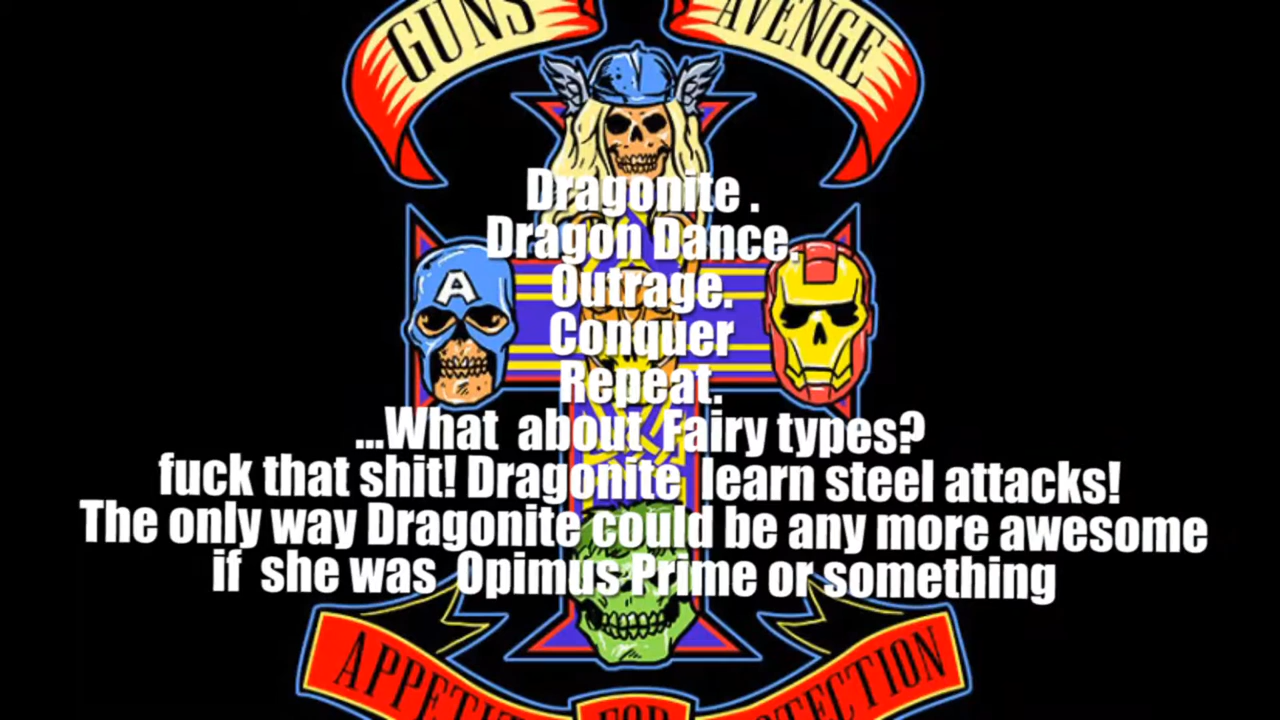 GUNS
AVENGE
A
Dragonite .
Dragon Dance.
Outrage.
Conquer
Repeat.
...What about Fairy types?
fuck that shit! Dragonite learn steel attacks!
The only way Dragonite could be any more awesome
if she was Opimus Prime or something
FOR